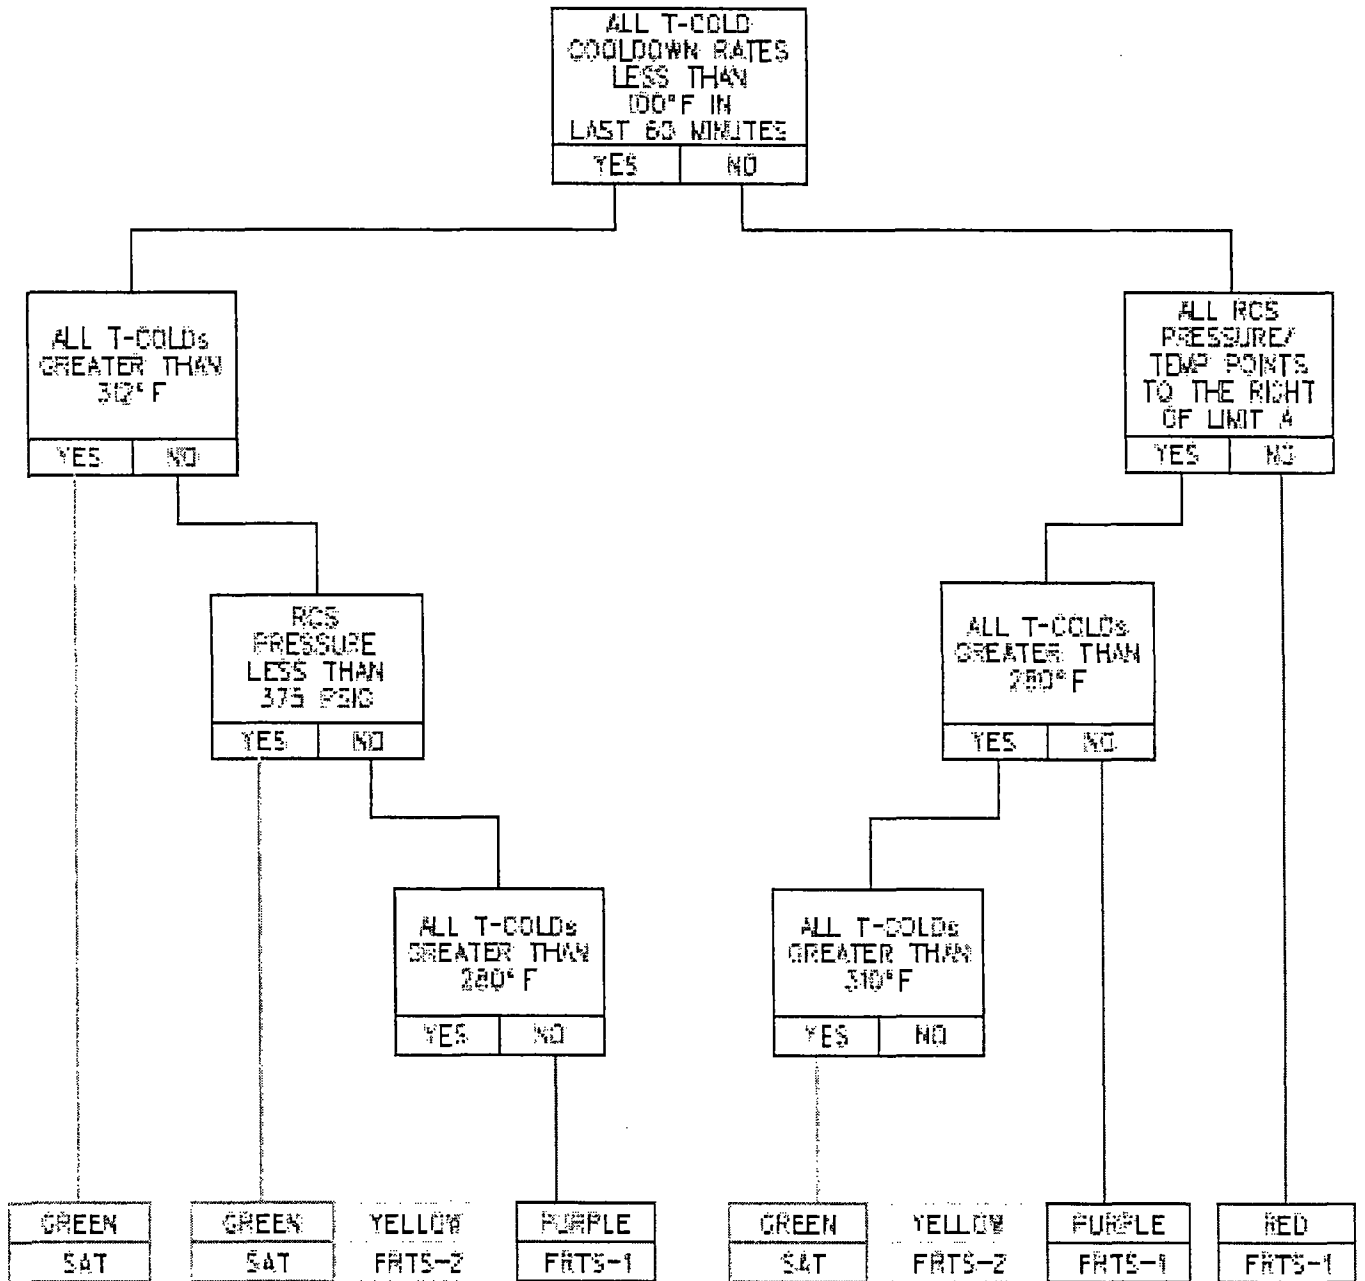 ALL T-COLD
COOLDOWN RATES
LESS THAN
100°F IN
LAST 60 MINUTES
YES NO
ALL T-COLDs
GREATER THAN
312°F
YES NO
ALL RCS
PRESSURE/
TEMP POINTS
TO THE RIGHT
OF LIMIT A
YES NO
RCS
PRESSURE
LESS THAN
375 PSIG
YES NO
ALL T-COLDs
GREATER THAN
280°F
YES NO
ALL T-COLDs
GREATER THAN
280°F
YES NO
ALL T-COLDs
GREATER THAN
310°F
YES NO
GREEN GREEN YELLOW PURPLE GREEN YELLOW PURPLE RED
SAT SAT FRTS-2 FRTS-1 SAT FRTS-2 FRTS-1 FRTS-1